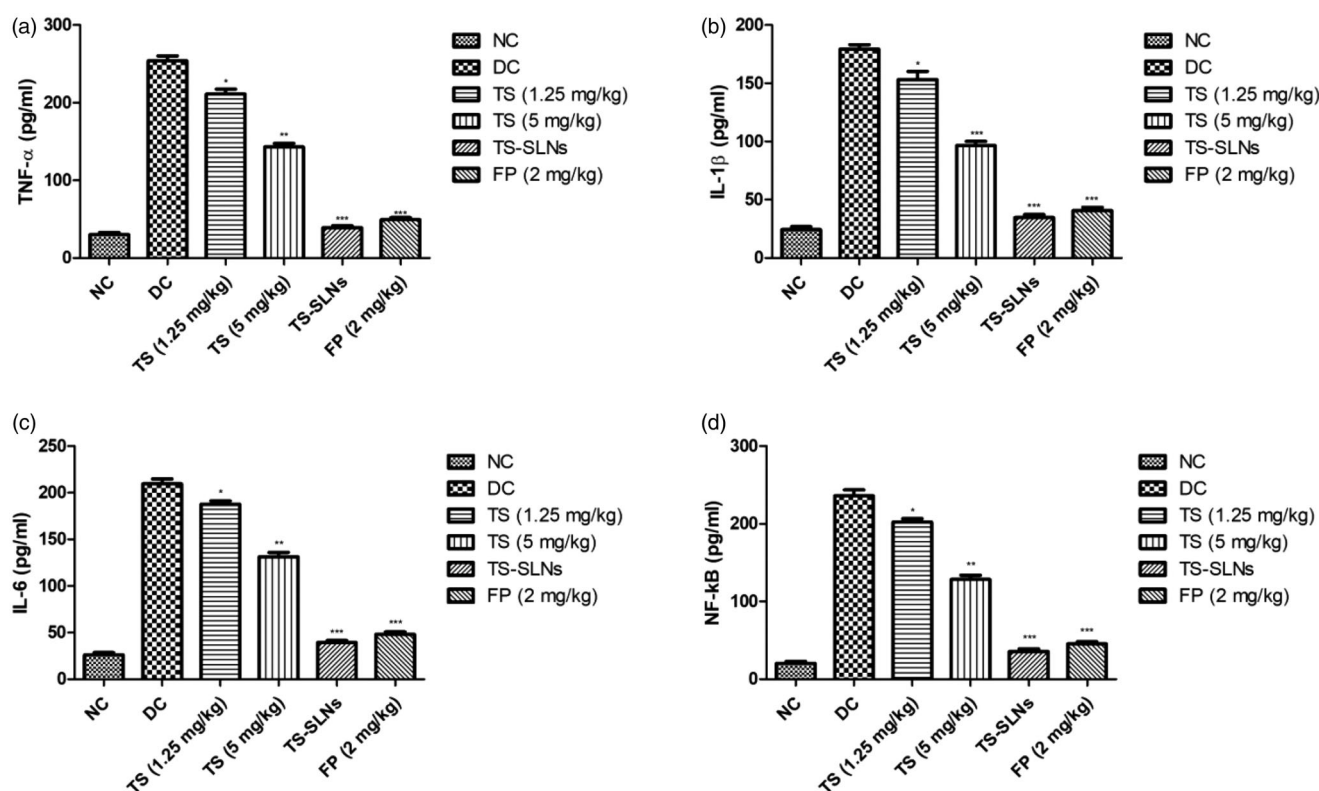 (a)
300
200
100
0
TNF-α (pg/ml)
*
**
***
***
NC
DC
TS (1.25 mg/kg)
TS (5 mg/kg)
TS-SLNs
FP (2 mg/kg)
NC
DC
TS (1.25 mg/kg)
TS (5 mg/kg)
TS-SLNs
FP (2 mg/kg)
(b)
200
150
100
50
0
IL-1β (pg/ml)
*
***
***
***
NC
DC
TS (1.25 mg/kg)
TS (5 mg/kg)
TS-SLNs
FP (2 mg/kg)
NC
DC
TS (1.25 mg/kg)
TS (5 mg/kg)
TS-SLNs
FP (2 mg/kg)
(c)
250
200
150
100
50
0
IL-6 (pg/ml)
*
**
***
***
NC
DC
TS (1.25 mg/kg)
TS (5 mg/kg)
TS-SLNs
FP (2 mg/kg)
NC
DC
TS (1.25 mg/kg)
TS (5 mg/kg)
TS-SLNs
FP (2 mg/kg)
(d)
300
200
100
0
NF-kB (pg/ml)
*
**
***
***
NC
DC
TS (1.25 mg/kg)
TS (5 mg/kg)
TS-SLNs
FP (2 mg/kg)
NC
DC
TS (1.25 mg/kg)
TS (5 mg/kg)
TS-SLNs
FP (2 mg/kg)